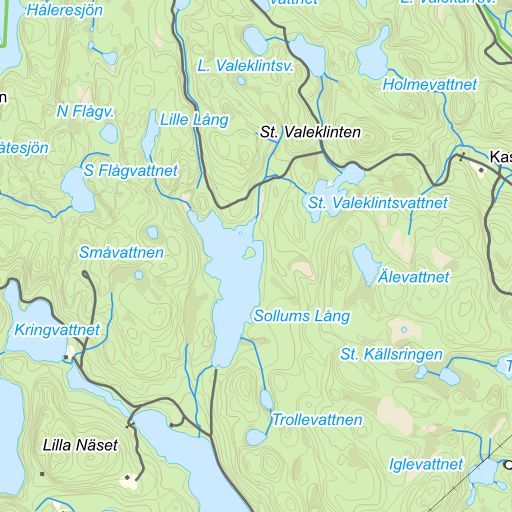 Håleresjön
vattnet
L. Valeklintsv.
Holmevattnet
N Flågv.
Lille Lång
St. Valeklinten
Kas
S Flågvattnet
St. Valeklintsvattnet
Småvattnen
Älevattnet
Sollums Lång
Kringvattnet
St. Källsringen
Trollevattnen
Lilla Näset
Iglevattnet